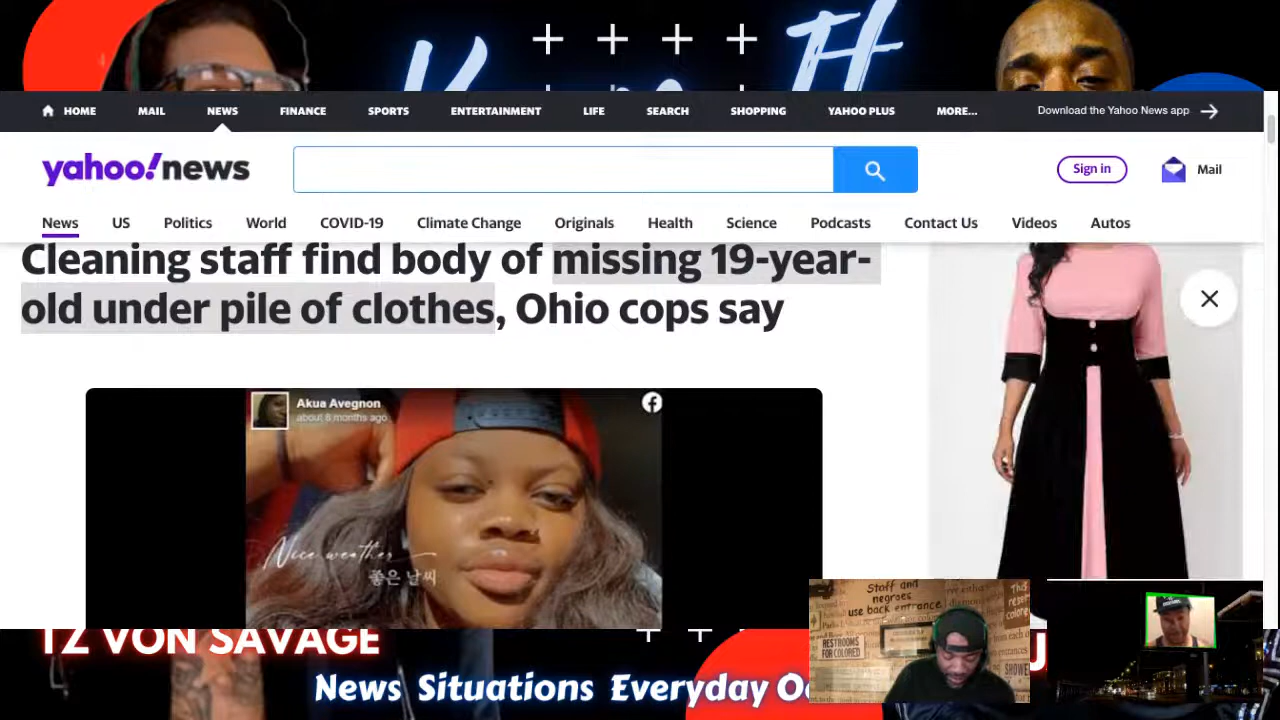 HOME MAIL NEWS FINANCE SPORTS ENTERTAINMENT LIFE SEARCH SHOPPING YAHOO PLUS MORE... Download the Yahoo News app
yahoo!news
Sign in
Mail
News US Politics World COVID-19 Climate Change Originals Health Science Podcasts Contact Us Videos Autos
Cleaning staff find body of missing 19-year-
old under pile of clothes, Ohio cops say
Akua Avegnon
about 8 months ago
Nice weather
좋은 날씨
Staff and
negroes
use back entrance
RESTROOMS
FOR COLORED
TZ VON SAVAGE
News Situations Everyday